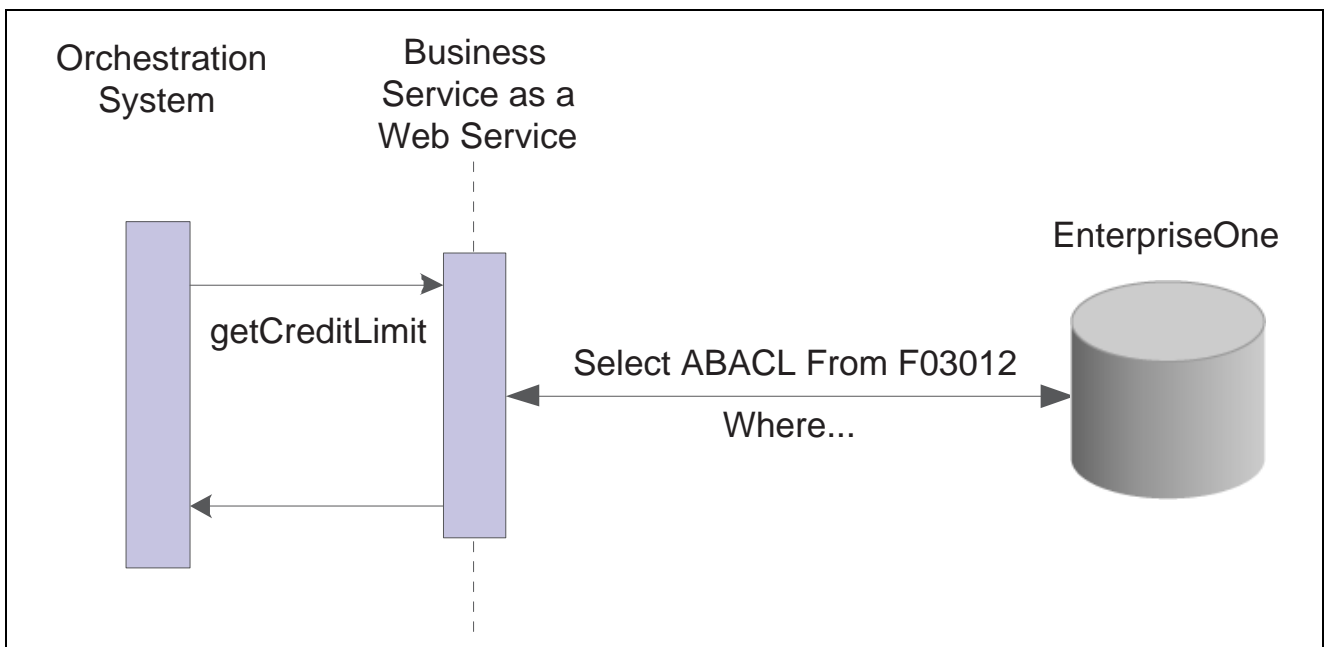 Orchestration
System
Business
Service as a
Web Service
EnterpriseOne
getCreditLimit
Select ABACL From F03012
Where...